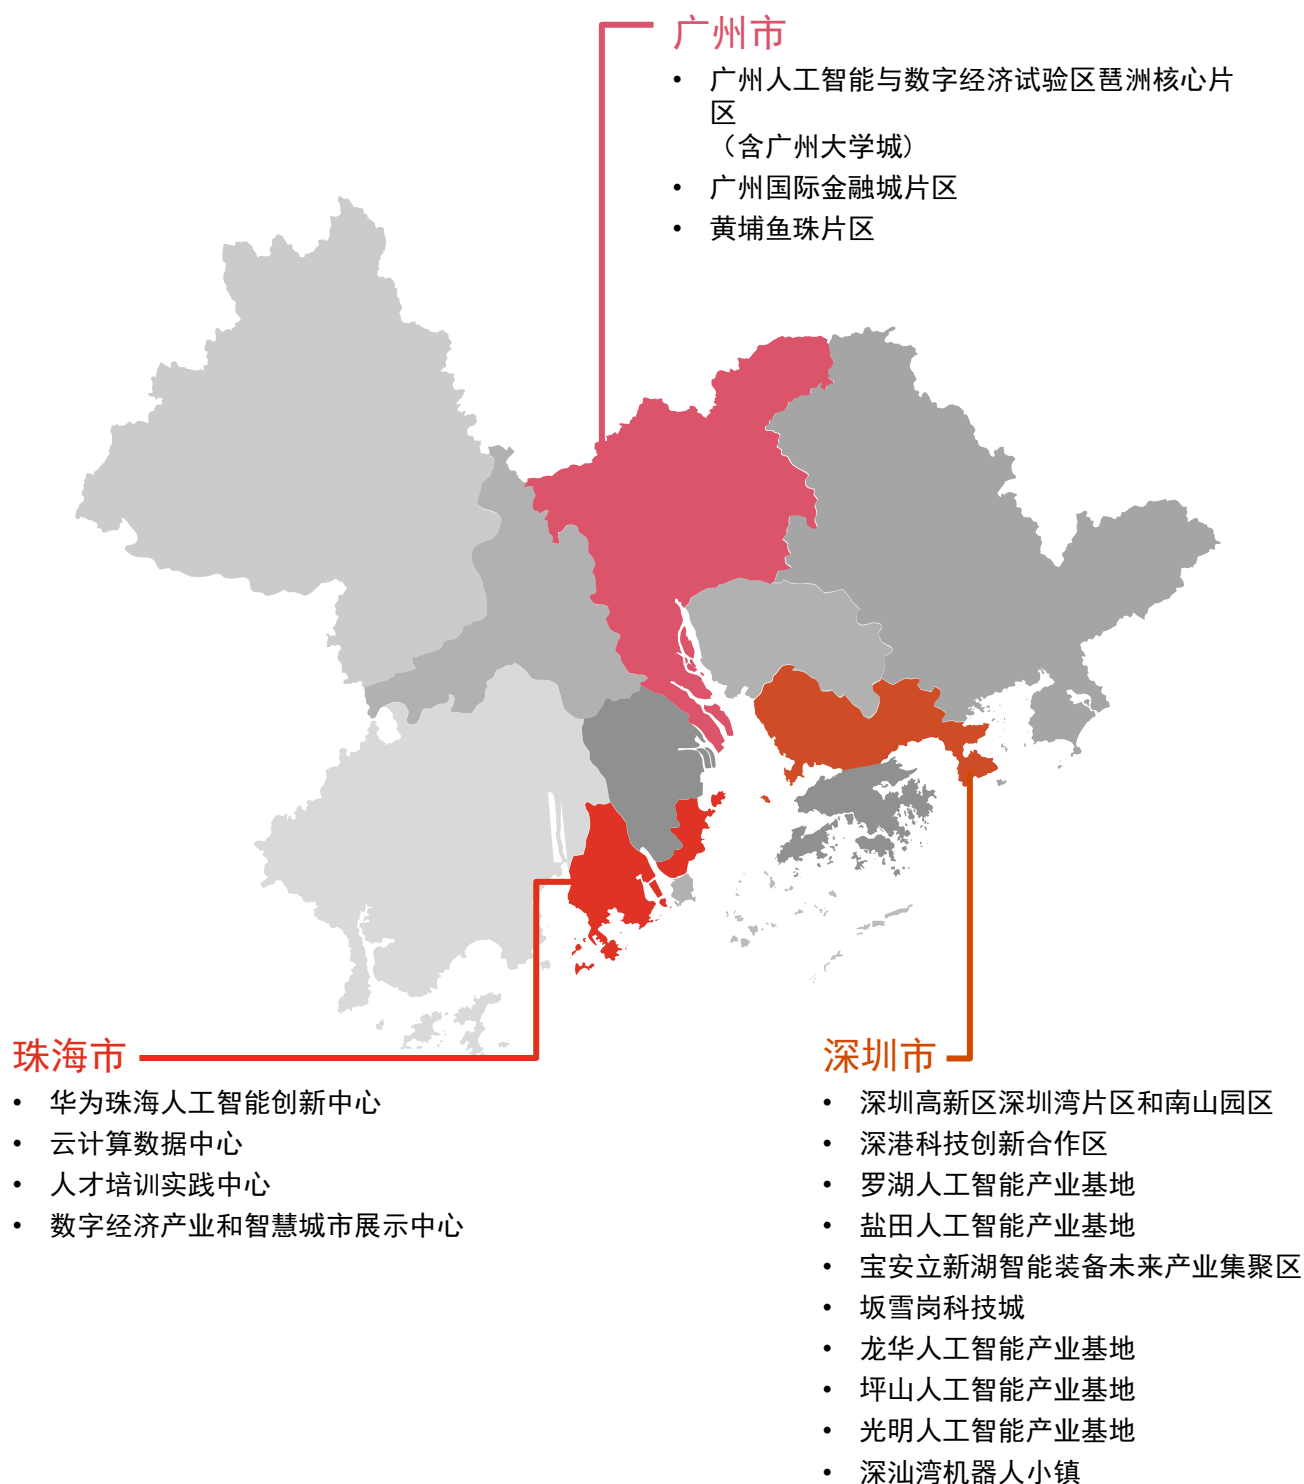 广州市
• 广州人工智能与数字经济试验区琶洲核心片
区
（含广州大学城）
• 广州国际金融城片区
• 黄埔鱼珠片区
珠海市
• 华为珠海人工智能创新中心
• 云计算数据中心
• 人才培训实践中心
• 数字经济产业和智慧城市展示中心
深圳市
• 深圳高新区深圳湾片区和南山园区
• 深港科技创新合作区
• 罗湖人工智能产业基地
• 盐田人工智能产业基地
• 宝安立新湖智能装备未来产业集聚区
• 坂雪岗科技城
• 龙华人工智能产业基地
• 坪山人工智能产业基地
• 光明人工智能产业基地
• 深汕湾机器人小镇